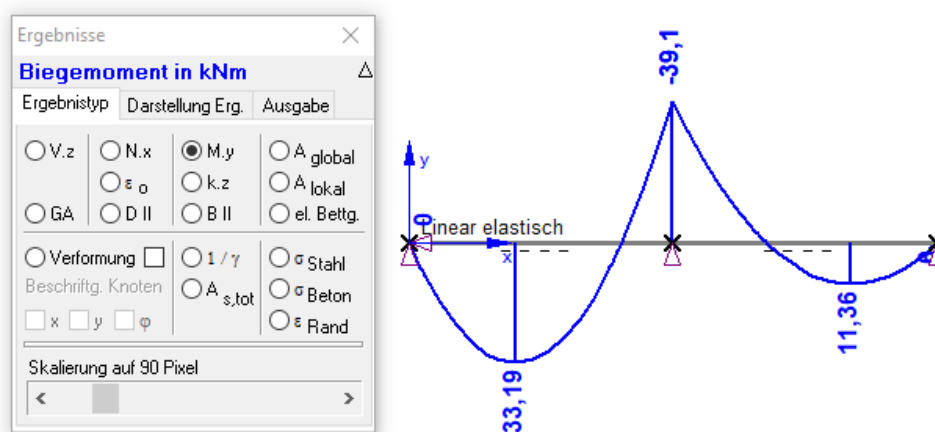 Ergebnisse
Biegemoment in kNm
Ergebnistyp Darstellung Erg. Ausgabe
V.z N.x M.y A global
ε o k.z A lokal
GA D II B II el. Bettg.
Verformung 1 / γ σ Stahl
Beschriftg. Knoten A s,tot σ Beton
x y φ ε Rand
Skalierung auf 90 Pixel
-39,1
y
0
Linear elastisch
x
33,19
11,36